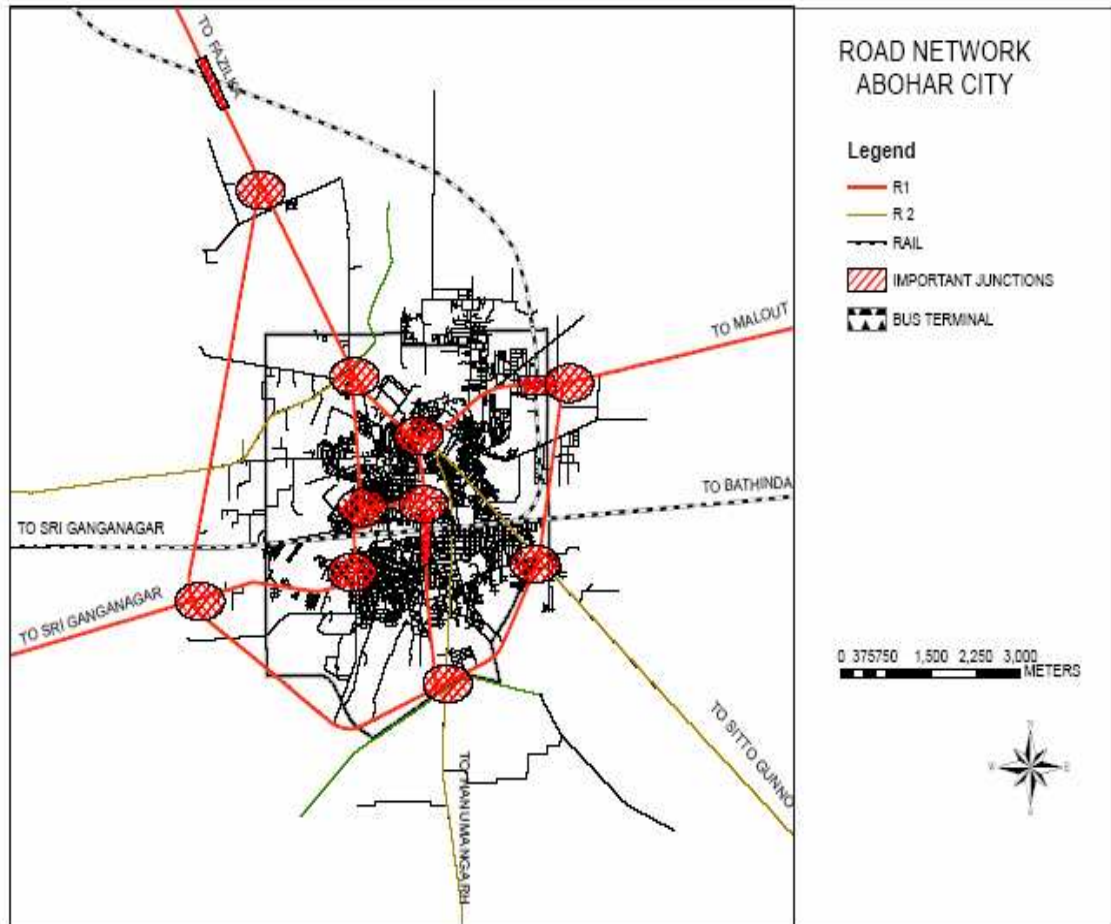 ROAD NETWORK
ABOHAR CITY
Legend
R1
R 2
RAIL
IMPORTANT JUNCTIONS
BUS TERMINAL
TO FAZILKA
TO MALOUT
TO BATHINDA
TO SRI GANGANAGAR
TO SRI GANGANAGAR
TO SITTO GUNNO
TO HANUMANGARH
0 375750 1,500 2,250 3,000
METERS
N
W E
S